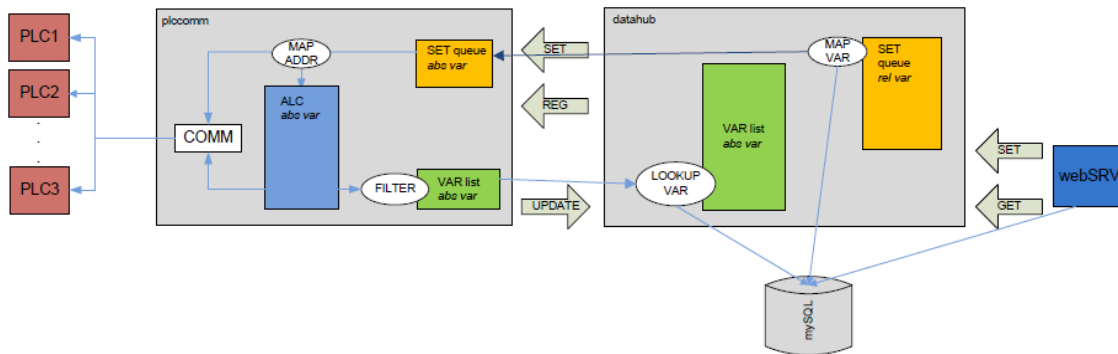 PLC1
PLC2
.
.
.
PLC3
plccomm
MAP
ADDR
SET queue
abs var
ALC
abs var
COMM
FILTER
VAR list
abs var
SET
REG
UPDATE
datahub
MAP
VAR
SET
queue
rel var
VAR list
abs var
LOOKUP
VAR
SET
GET
webSRV
mySQL